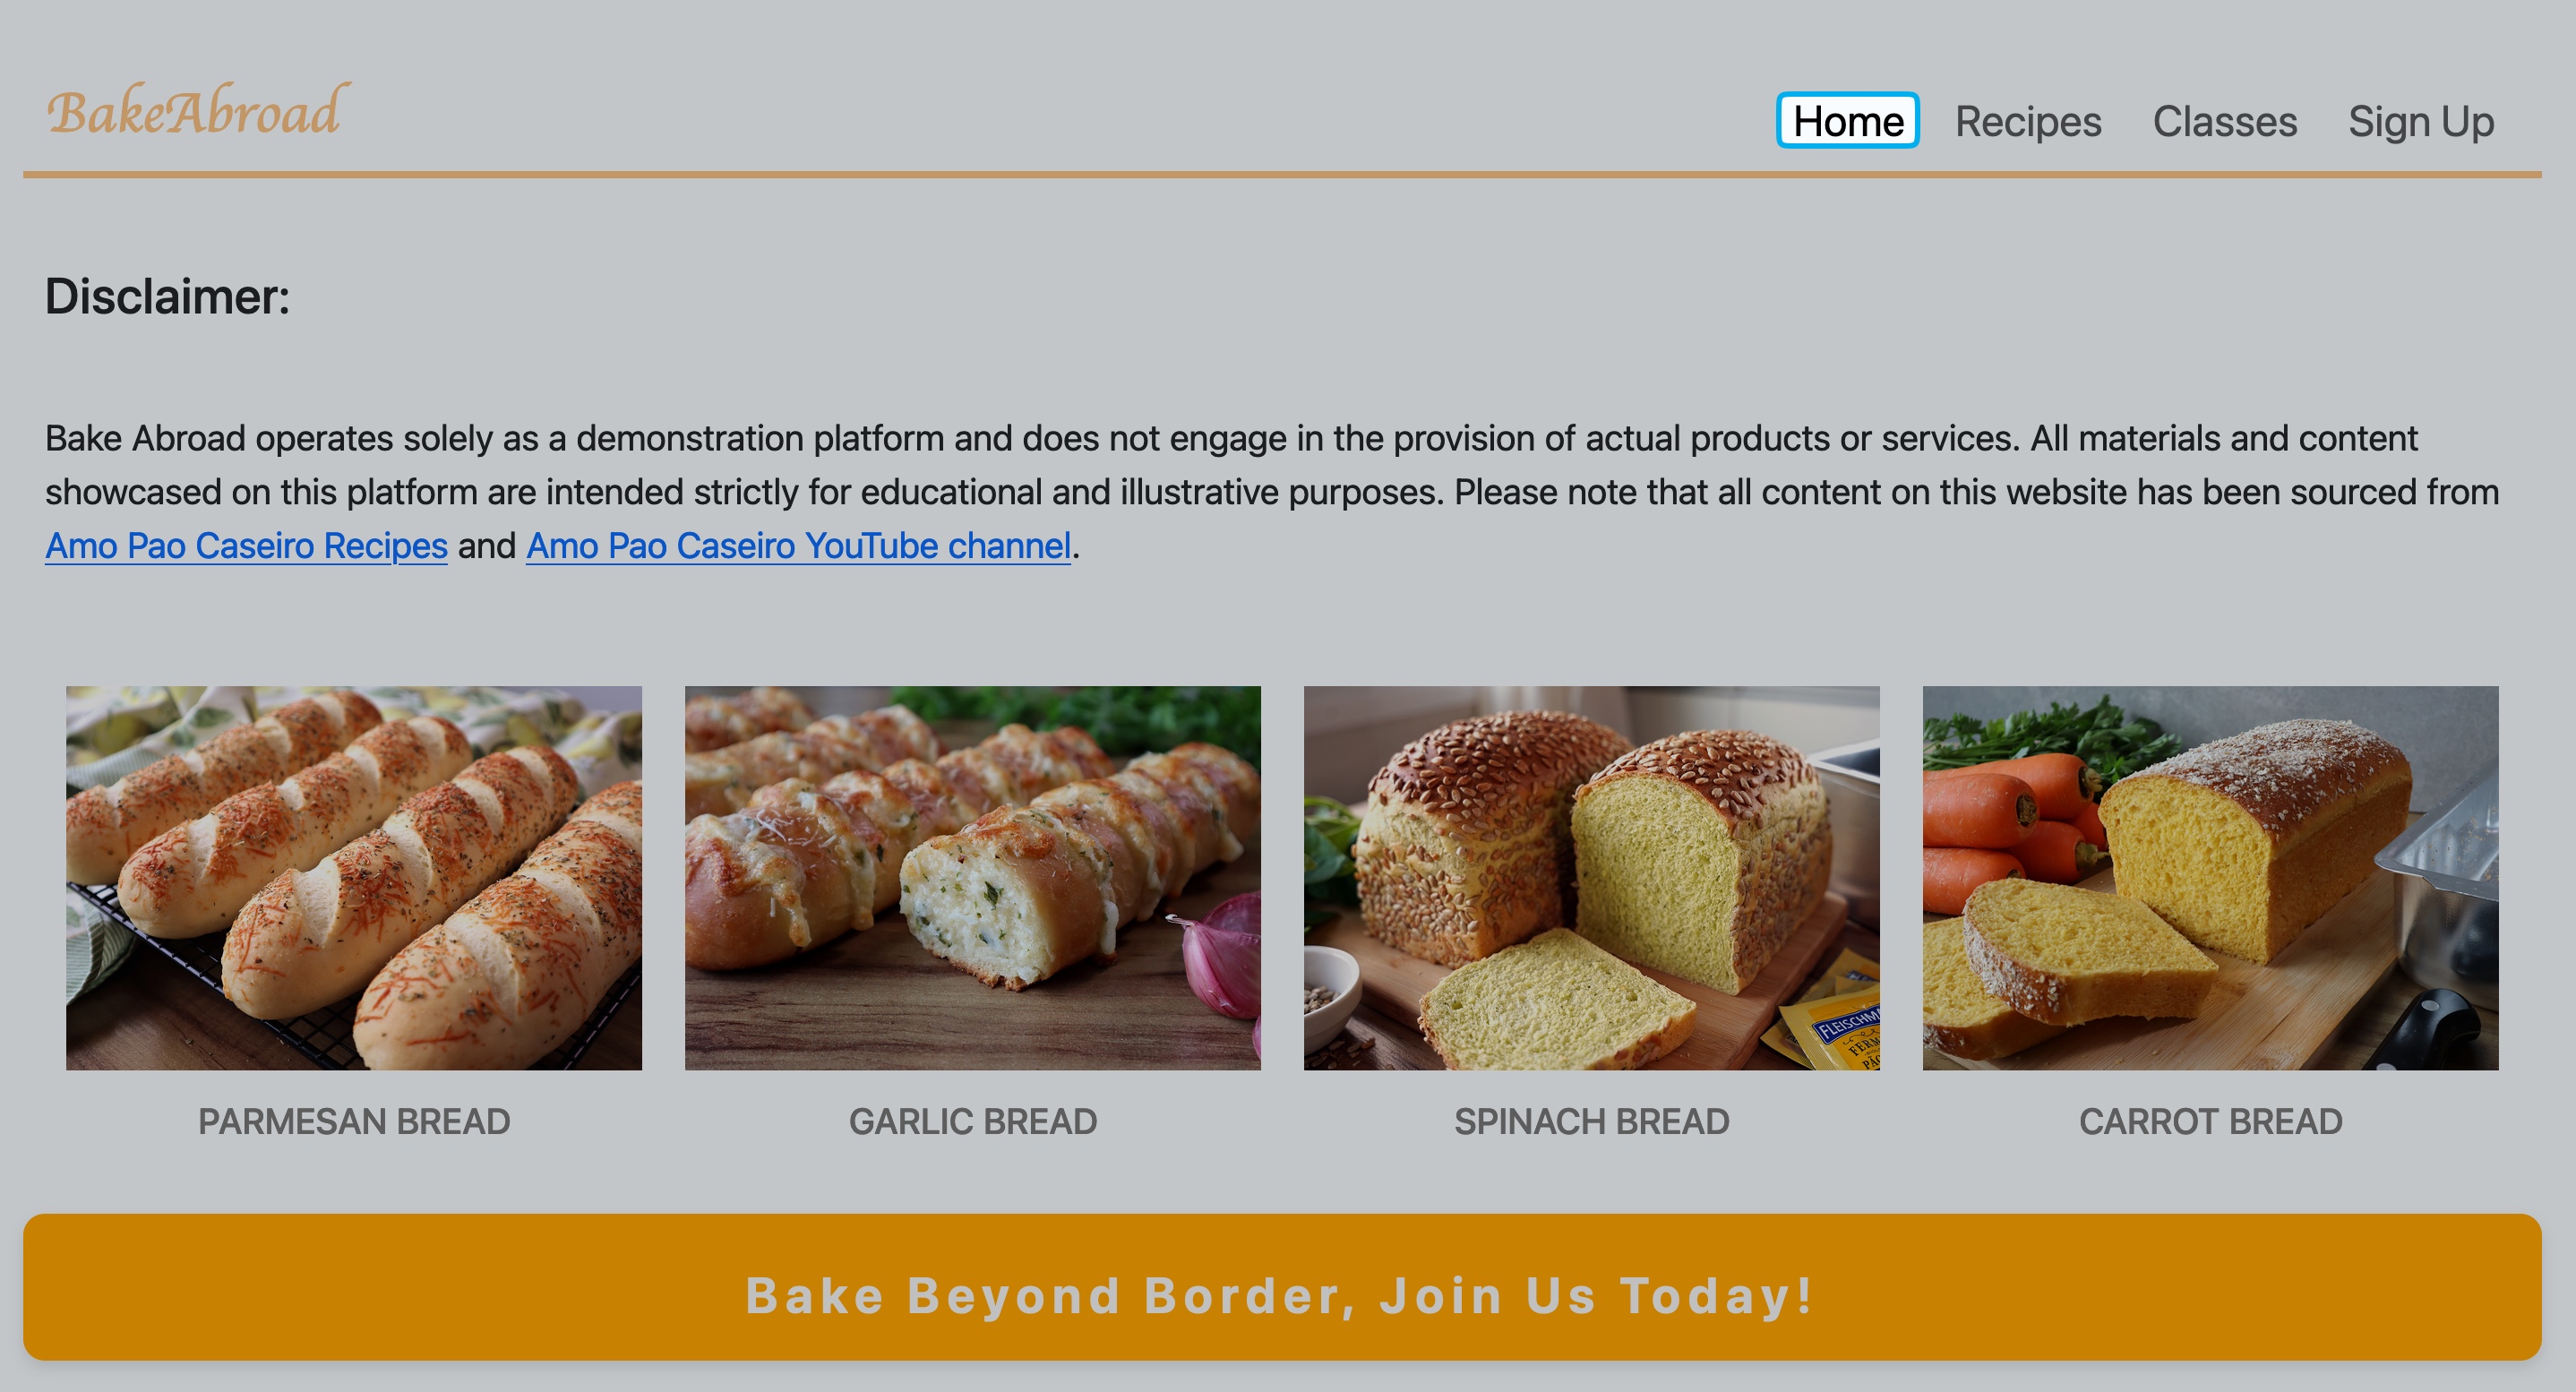 BakeAbroad
Home Recipes Classes Sign Up
Disclaimer:
Bake Abroad operates solely as a demonstration platform and does not engage in the provision of actual products or services. All materials and content
showcased on this platform are intended strictly for educational and illustrative purposes. Please note that all content on this website has been sourced from
Amo Pao Caseiro Recipes and Amo Pao Caseiro YouTube channel.
PARMESAN BREAD
GARLIC BREAD
SPINACH BREAD
CARROT BREAD
Bake Beyond Border, Join Us Today!